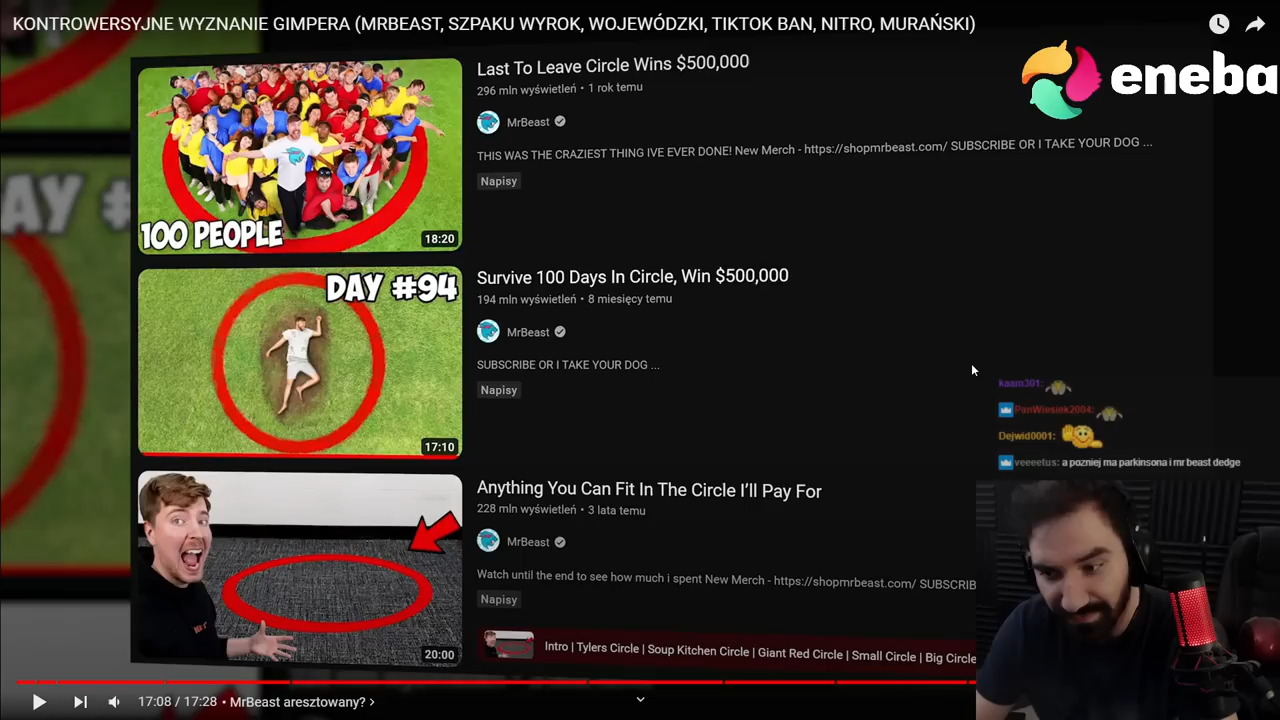 KONTROWERSYJNE WYZNANIE GIMPERA (MRBEAST, SZPAKU WYROK, WOJEWÓDZKI, TIKTOK BAN, NITRO, MURAŃSKI)
eneba
Last To Leave Circle Wins $500,000
296 mln wyświetleń • 1 rok temu
MrBeast
THIS WAS THE CRAZIEST THING IVE EVER DONE! New Merch - https://shopmrbeast.com/ SUBSCRIBE OR I TAKE YOUR DOG ...
Napisy
100 PEOPLE
18:20
AY #
DAY #94
Survive 100 Days In Circle, Win $500,000
194 mln wyświetleń • 8 miesięcy temu
MrBeast
SUBSCRIBE OR I TAKE YOUR DOG ...
Napisy
17:10
kaam301:
PanWiesiek2004:
Dejwid0001:
veeeetus: a pozniej ma parkinsona i mr beast dedge
Anything You Can Fit In The Circle I'll Pay For
228 mln wyświetleń • 3 lata temu
MrBeast
Watch until the end to see how much i spent New Merch - https://shopmrbeast.com/ SUBSCRIB
Napisy
20:00
Intro | Tylers Circle | Soup Kitchen Circle | Giant Red Circle | Small Circle | Big Circle
17:08 / 17:28 • MrBeast aresztowany? >